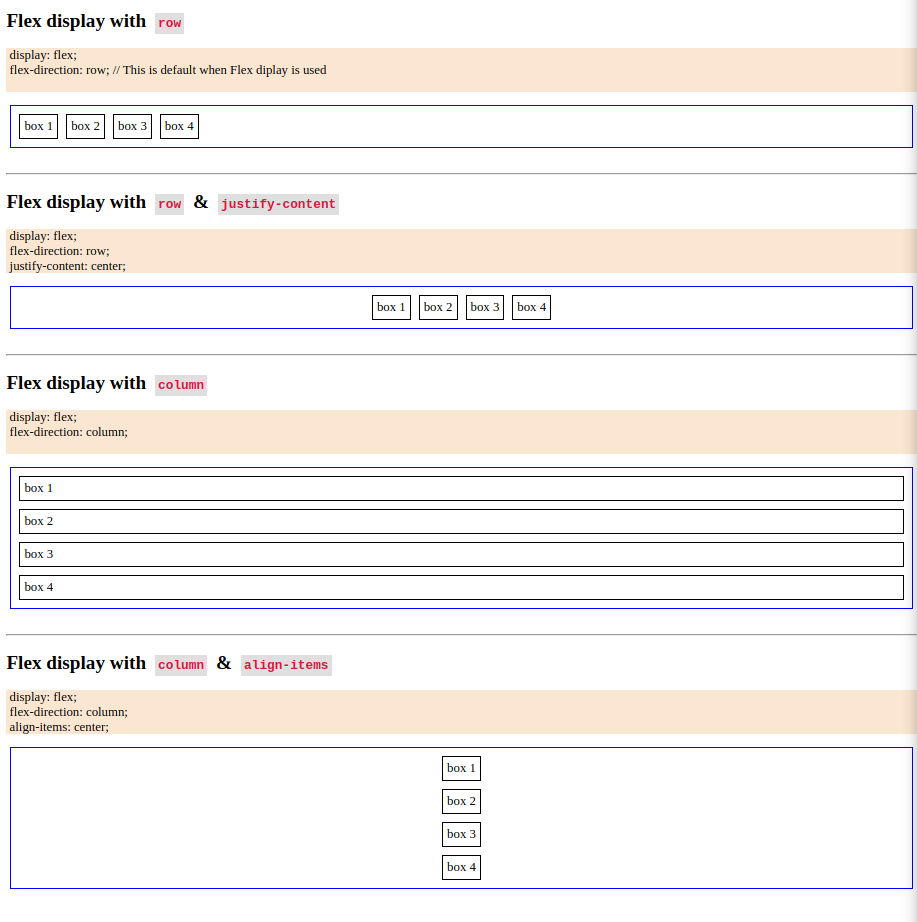 Flex display with row
display: flex;
flex-direction: row; // This is default when Flex diplay is used
box 1 box 2 box 3 box 4
Flex display with row & justify-content
display: flex;
flex-direction: row;
justify-content: center;
box 1 box 2 box 3 box 4
Flex display with column
display: flex;
flex-direction: column;
box 1
box 2
box 3
box 4
Flex display with column & align-items
display: flex;
flex-direction: column;
align-items: center;
box 1
box 2
box 3
box 4